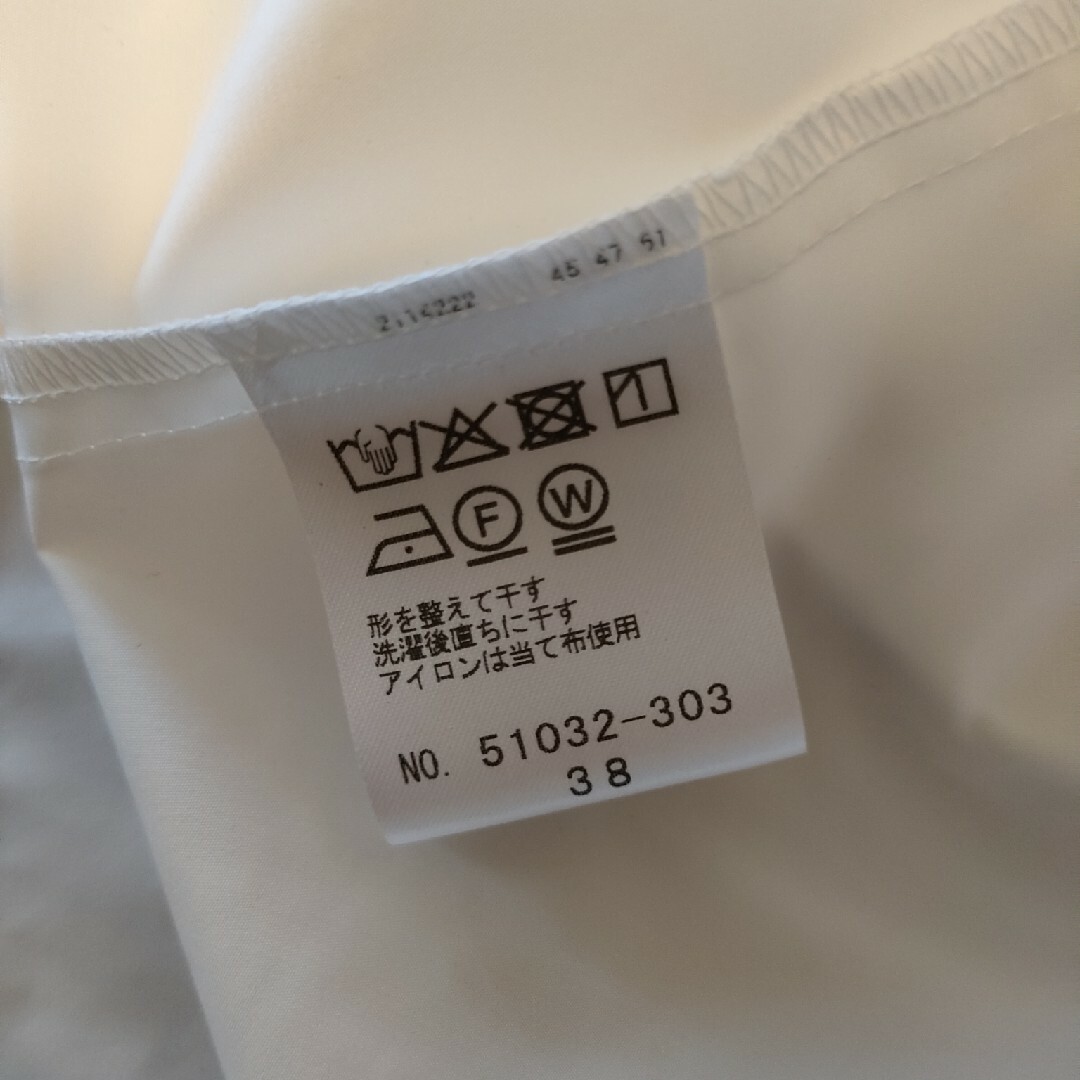 2.14222 45 47 51
F W
形を整えて干す
洗濯後直ちに干す
アイロンは当て布使用
NO. 51032-303
38